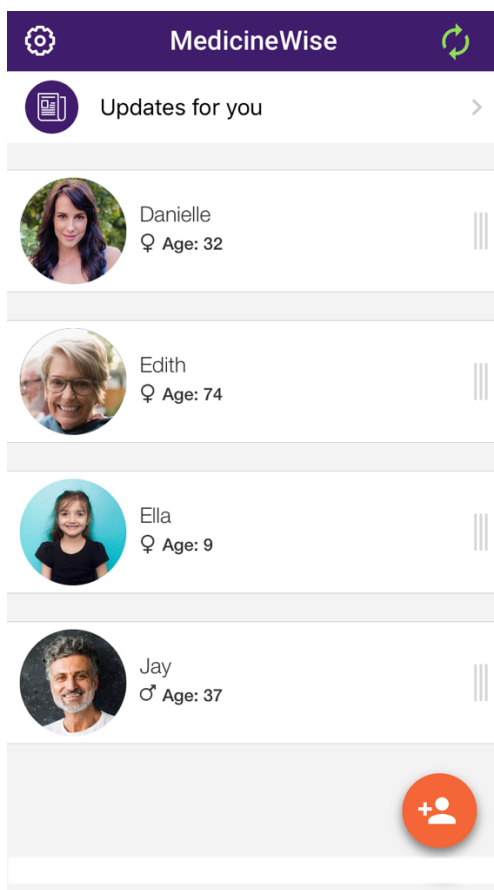 MedicineWise
Updates for you
Danielle
♀ Age: 32
Edith
♀ Age: 74
Ella
♀ Age: 9
Jay
♂ Age: 37